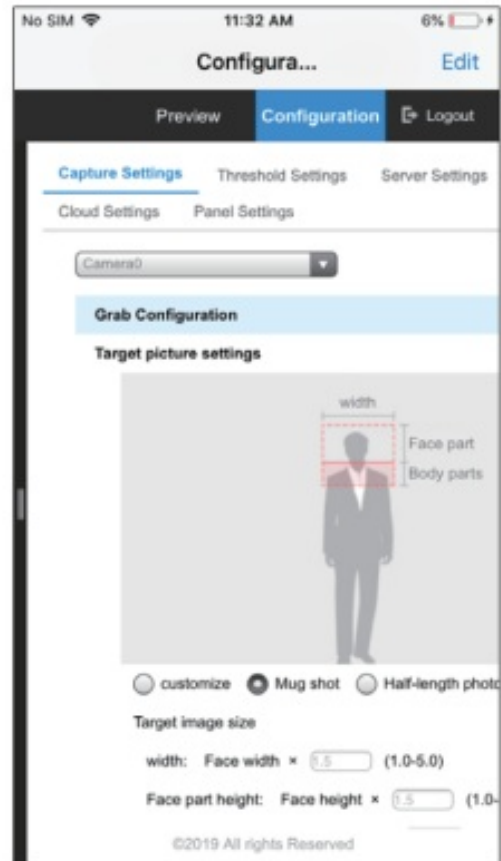 No SIM 11:32 AM 6%
Configura... Edit
Preview Configuration Logout
Capture Settings Threshold Settings Server Settings
Cloud Settings Panel Settings
Camera0
Grab Configuration
Target picture settings
width
Face part
Body parts
customize Mug shot Half-length photo
Target image size
width: Face width × 1.5 (1.0-5.0)
Face part height: Face height × 1.5 (1.0-
©2019 All rights Reserved